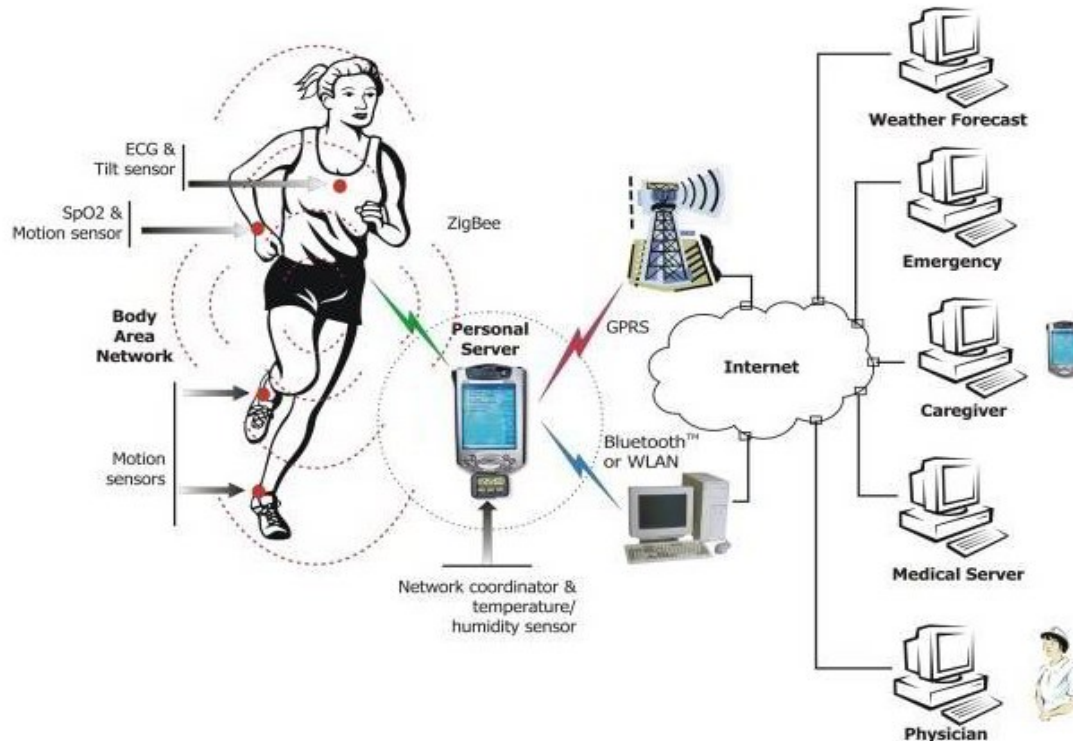 ECG &
Tilt sensor
SpO2 &
Motion sensor
Body
Area
Network
Motion
sensors
ZigBee
Personal
Server
Network coordinator &
temperature/
humidity sensor
GPRS
Bluetooth™
or WLAN
Internet
Weather Forecast
Emergency
Caregiver
Medical Server
Physician